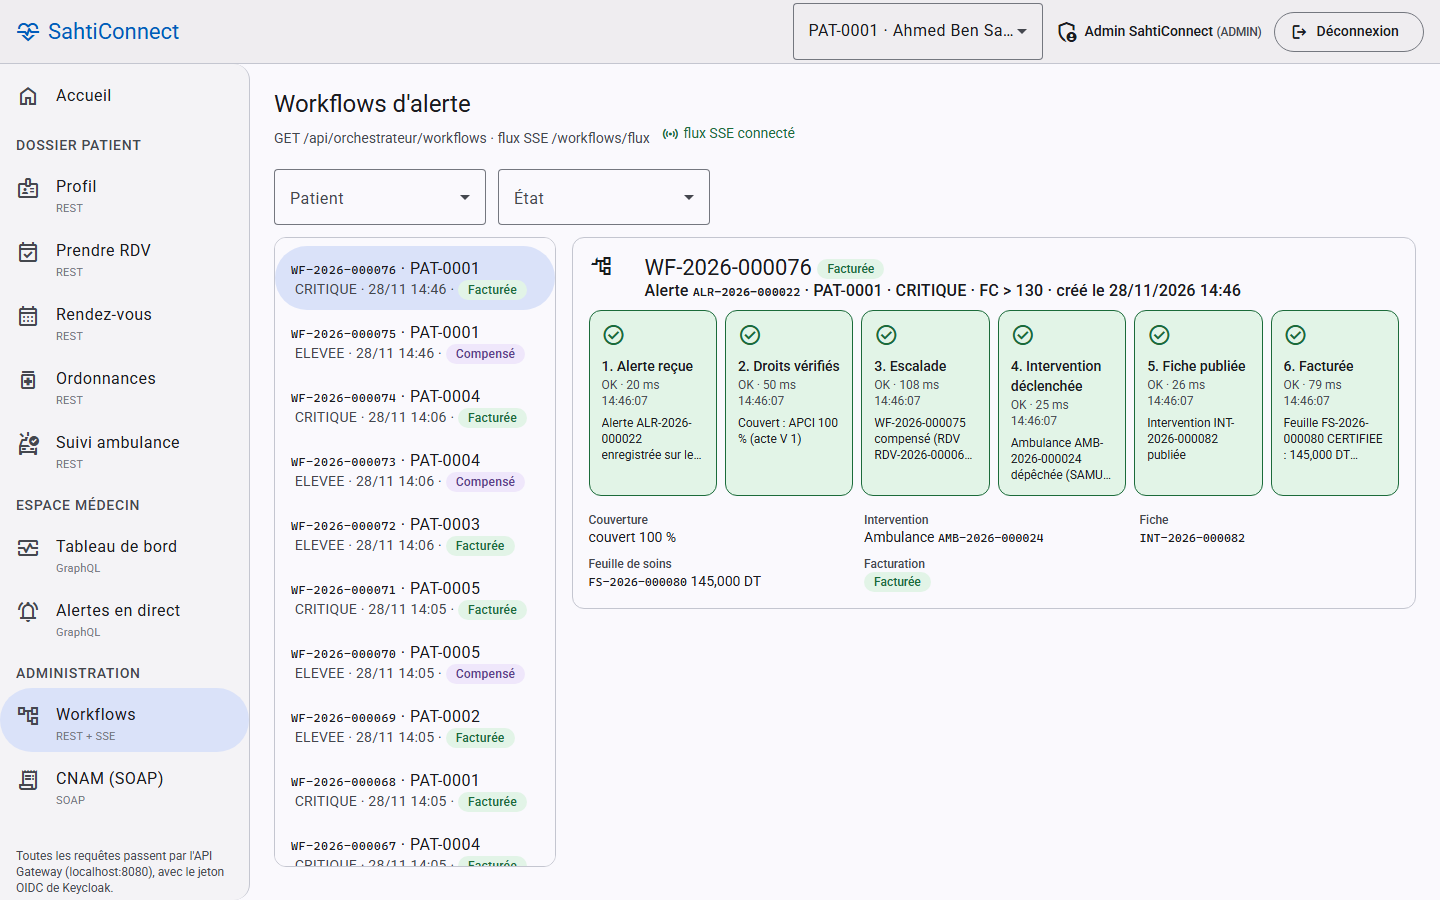 SahtiConnect
PAT-0001 · Ahmed Ben Sa...
Admin SahtiConnect (ADMIN)
Déconnexion
Accueil
DOSSIER PATIENT
Profil
REST
Prendre RDV
REST
Rendez-vous
REST
Ordonnances
REST
Suivi ambulance
REST
ESPACE MÉDECIN
Tableau de bord
GraphQL
Alertes en direct
GraphQL
ADMINISTRATION
Workflows
REST + SSE
CNAM (SOAP)
SOAP
Toutes les requêtes passent par l'API
Gateway (localhost:8080), avec le jeton
OIDC de Keycloak.
Workflows d'alerte
GET /api/orchestrateur/workflows · flux SSE /workflows/flux
flux SSE connecté
Patient
État
WF-2026-000076 · PAT-0001
CRITIQUE · 28/11 14:46 · Facturée
WF-2026-000075 · PAT-0001
ELEVEE · 28/11 14:46 · Compensé
WF-2026-000074 · PAT-0004
CRITIQUE · 28/11 14:06 · Facturée
WF-2026-000073 · PAT-0004
ELEVEE · 28/11 14:06 · Compensé
WF-2026-000072 · PAT-0003
ELEVEE · 28/11 14:06 · Facturée
WF-2026-000071 · PAT-0005
CRITIQUE · 28/11 14:05 · Facturée
WF-2026-000070 · PAT-0005
ELEVEE · 28/11 14:05 · Compensé
WF-2026-000069 · PAT-0002
ELEVEE · 28/11 14:05 · Facturée
WF-2026-000068 · PAT-0001
CRITIQUE · 28/11 14:05 · Facturée
WF-2026-000067 · PAT-0004
CRITIQUE · 28/11 14:05 · Facturée
WF-2026-000076 Facturée
Alerte ALR-2026-000022 · PAT-0001 · CRITIQUE · FC > 130 · créé le 28/11/2026 14:46
1. Alerte reçue
OK · 20 ms
14:46:07
Alerte ALR-2026-
000022
enregistrée sur le...
2. Droits vérifiés
OK · 50 ms
14:46:07
Couvert : APCI 100
% (acte V 1)
3. Escalade
OK · 108 ms
14:46:07
WF-2026-000075
compensé (RDV
RDV-2026-00006...
4. Intervention
déclenchée
OK · 25 ms
14:46:07
Ambulance AMB-
2026-000024
dépêchée (SAMU...
5. Fiche publiée
OK · 26 ms
14:46:07
Intervention INT-
2026-000082
publiée
6. Facturée
OK · 79 ms
14:46:07
Feuille FS-2026-
000080 CERTIFIEE
: 145,000 DT...
Couverture
couvert 100 %
Intervention
Ambulance AMB-2026-000024
Fiche
INT-2026-000082
Feuille de soins
FS-2026-000080 145,000 DT
Facturation
Facturée